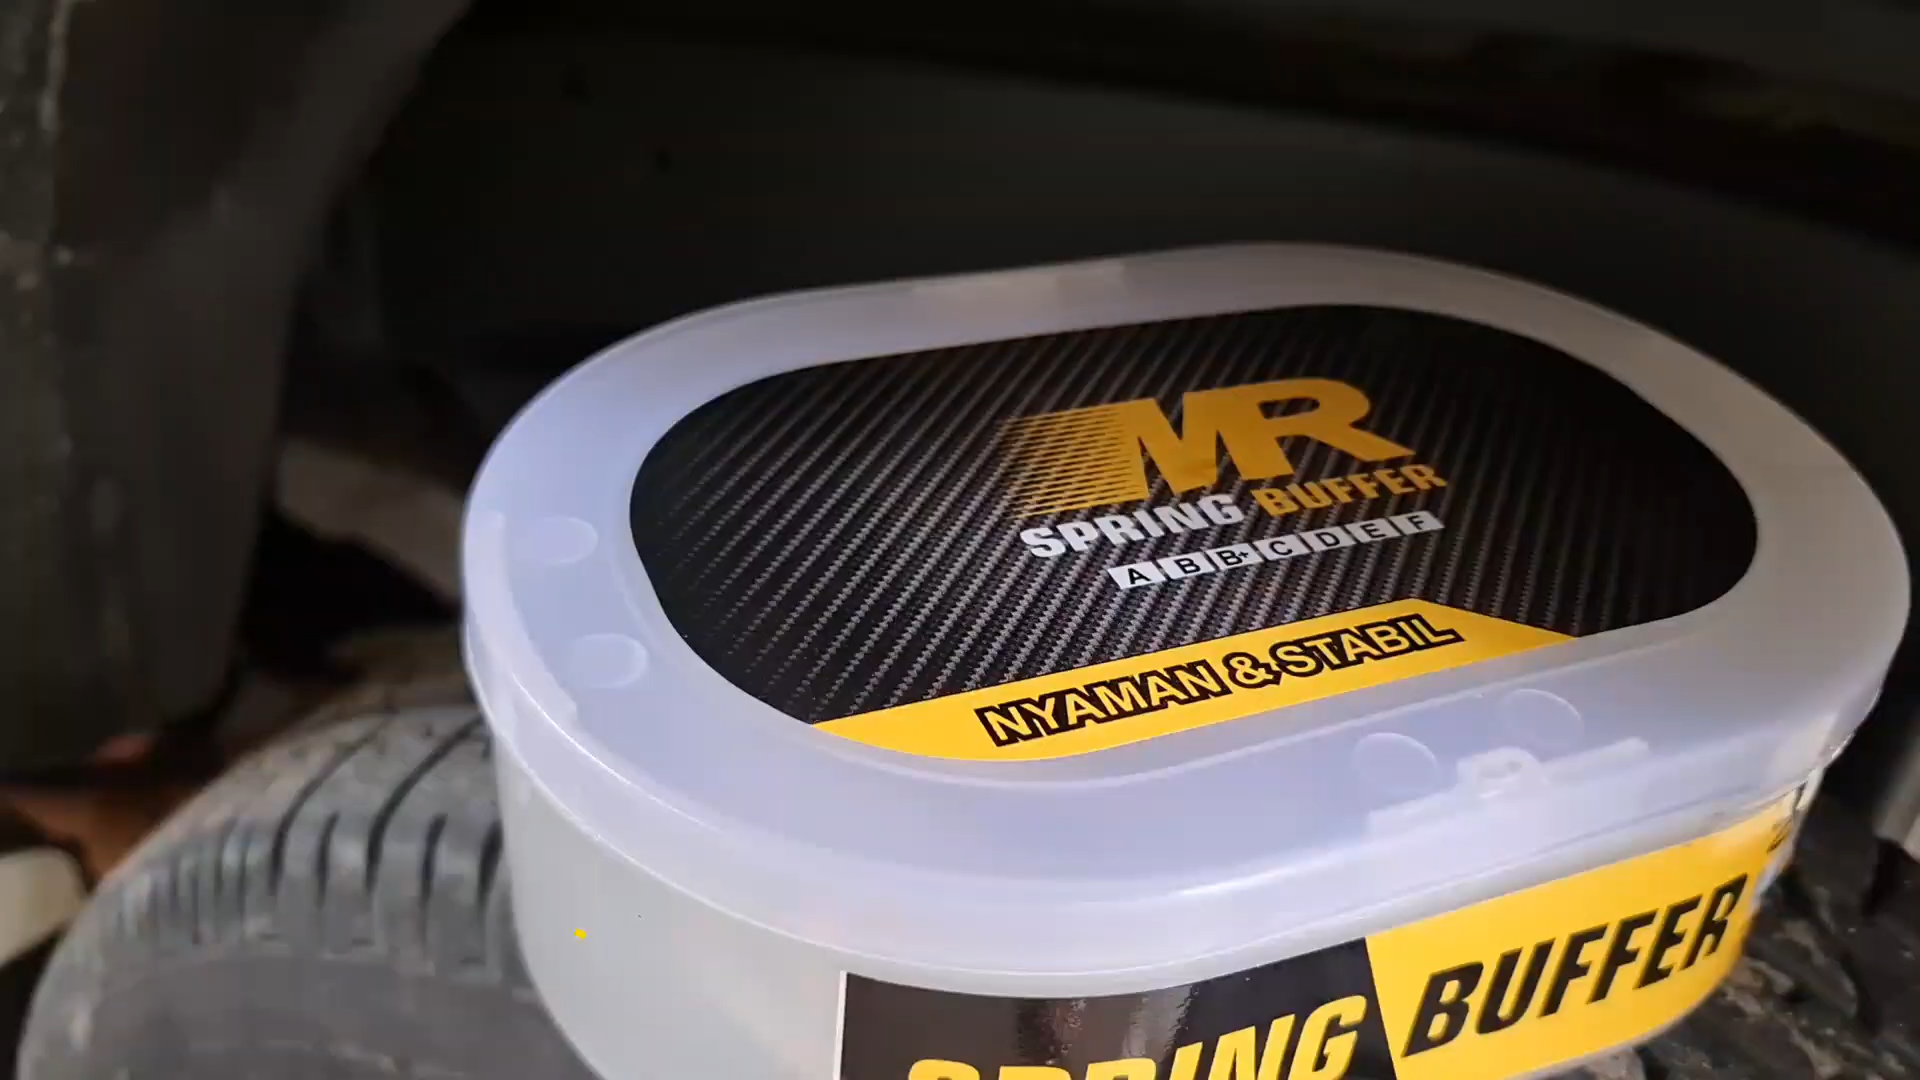 MR
SPRING BUFFER
A B B+ C D E F
NYAMAN & STABIL
SPRING BUFFER